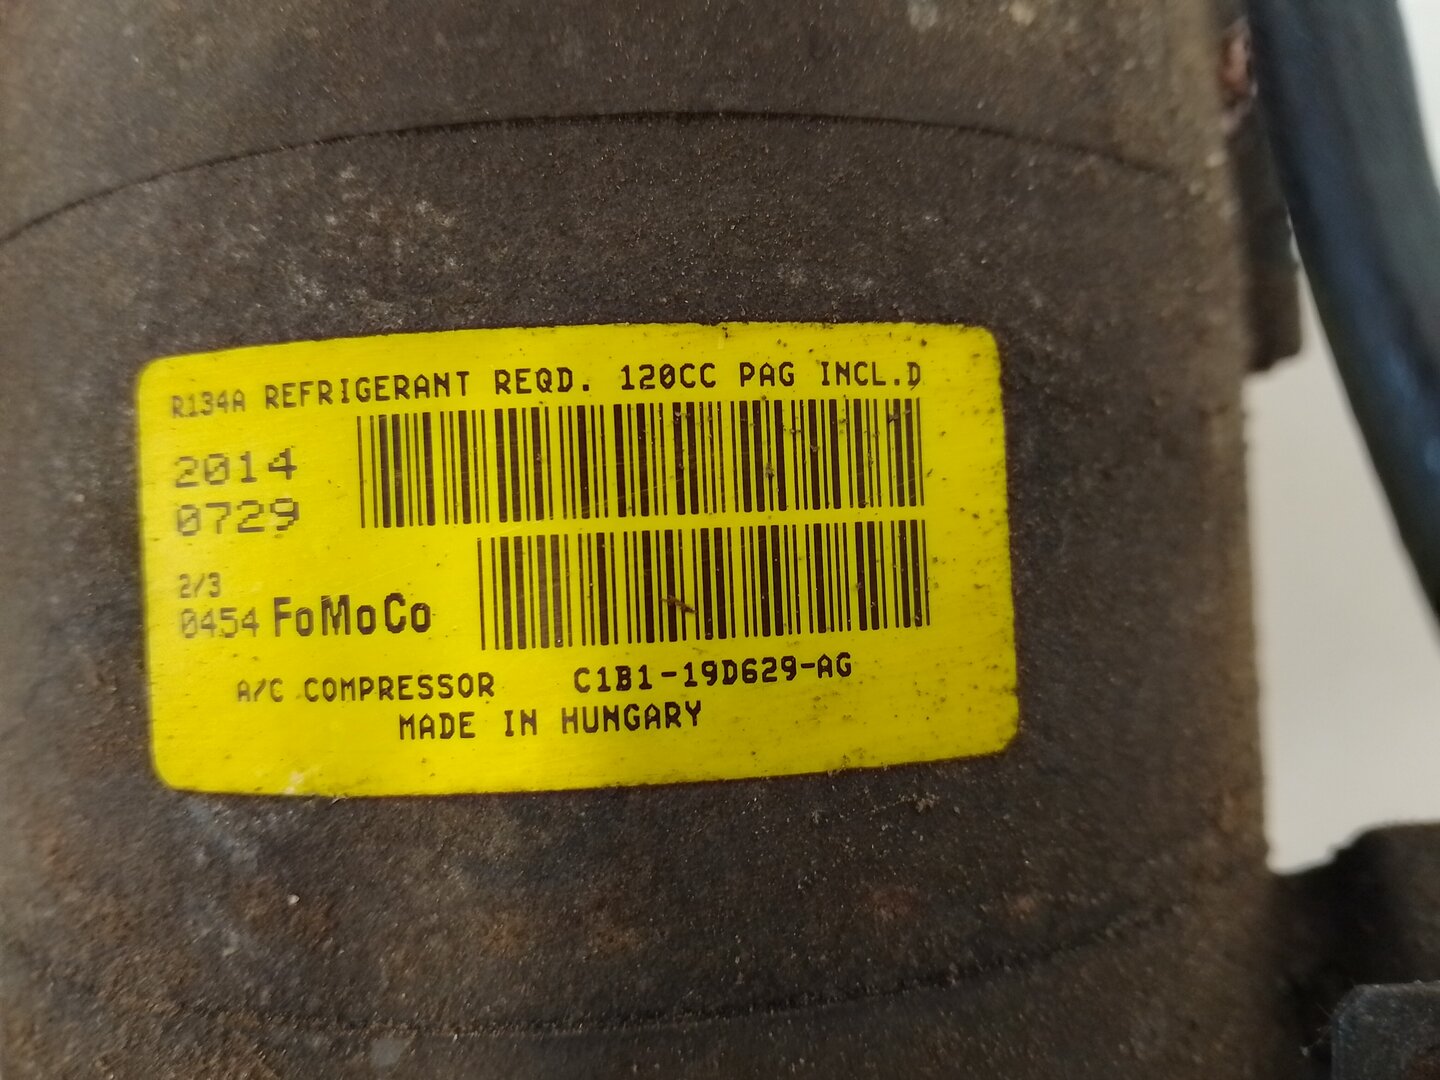 R134A REFRIGERANT REQD. 120CC PAG INCL.D
2014
0729
2/3
0454 FoMoCo
A/C COMPRESSOR C1B1-19D629-AG
MADE IN HUNGARY